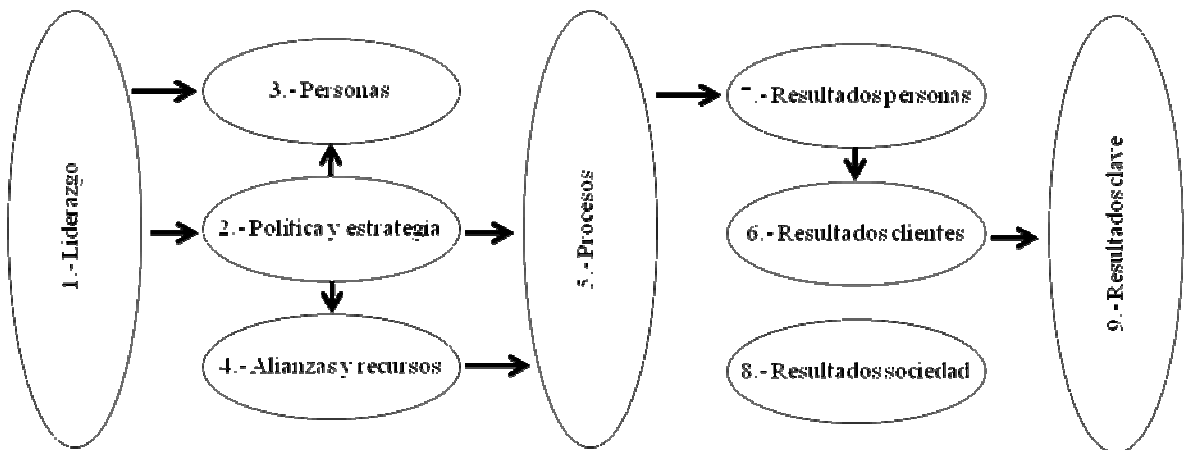 1.- Liderazgo
3.- Personas
2.- Política y estrategia
4.- Alianzas y recursos
5.- Procesos
7.- Resultados personas
6.- Resultados clientes
8.- Resultados sociedad
9.- Resultados clave